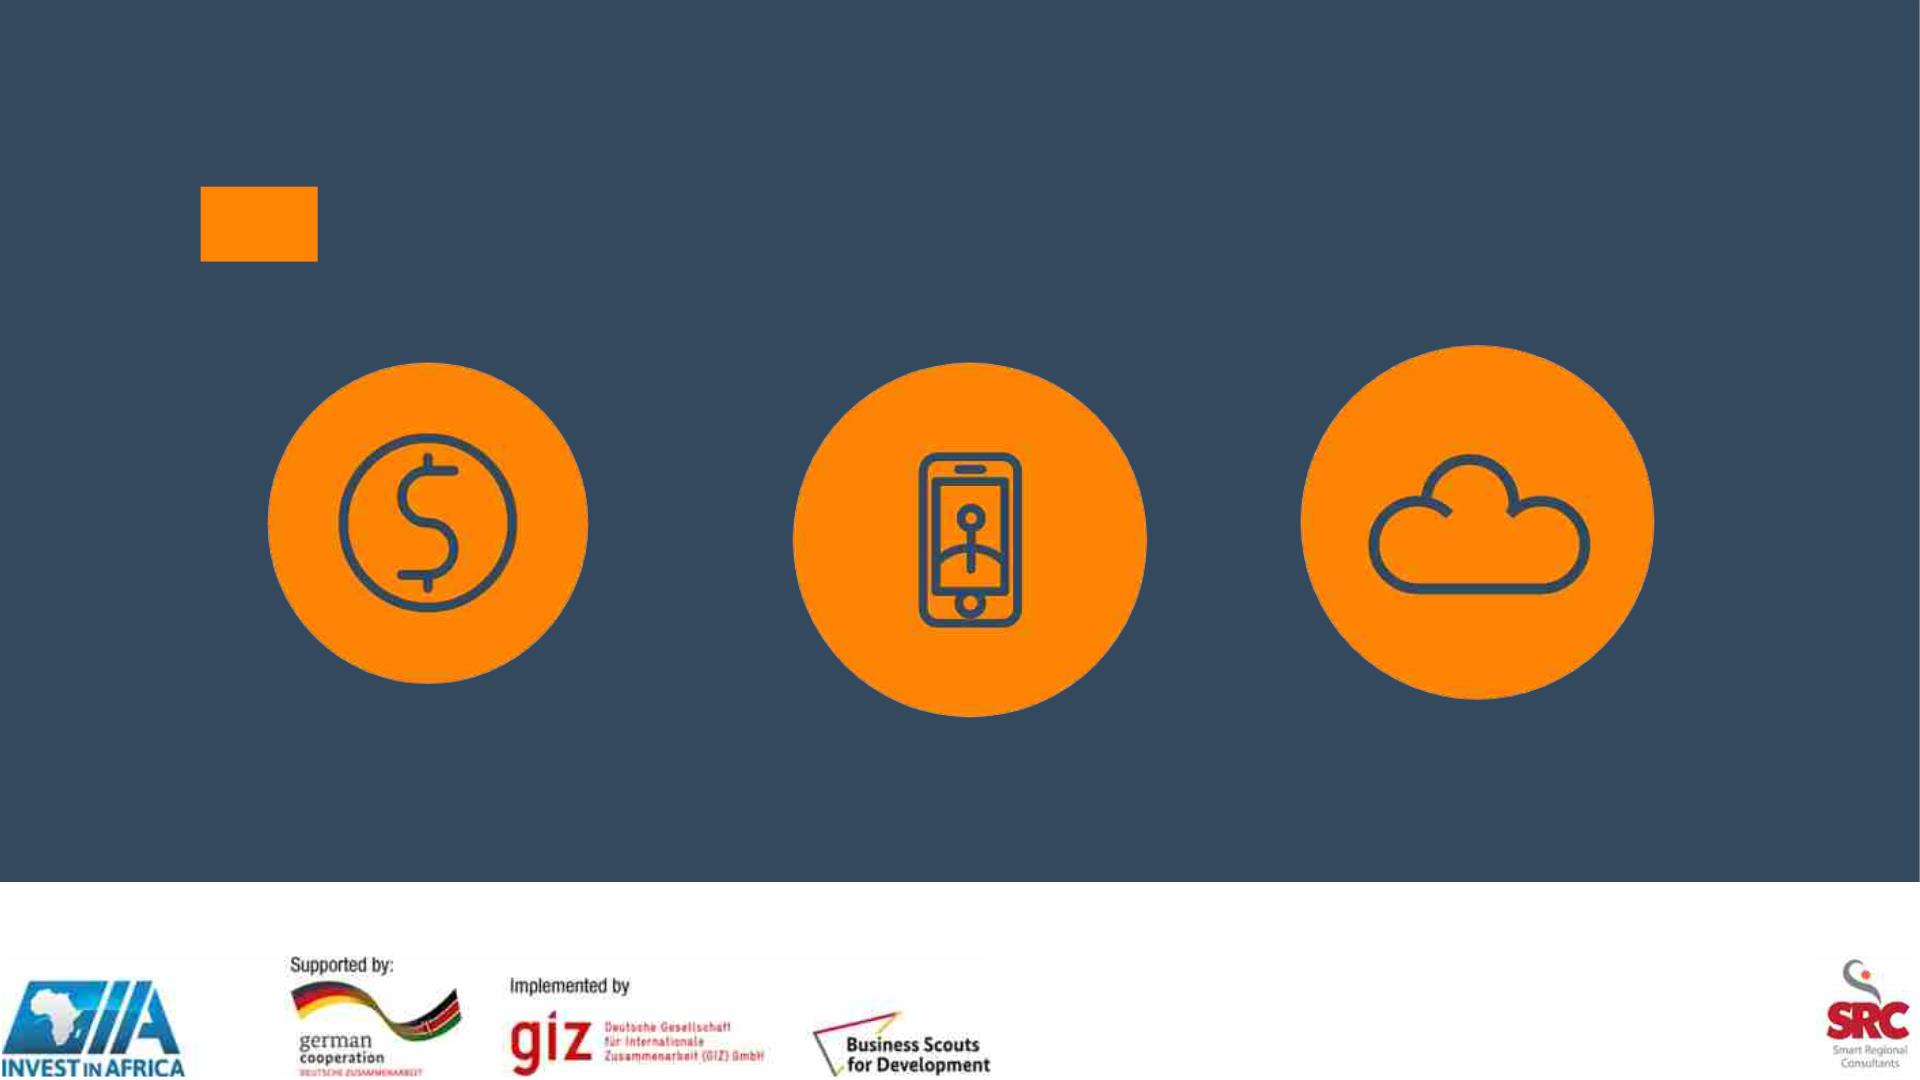 Supported by:
german
cooperation
DEUTSCHE ZUSAMMENARBEIT
Implemented by
giz
Deutsche Gesellschaft
für Internationale
Zusammenarbeit (GIZ) GmbH
Business Scouts
for Development
INVEST IN AFRICA
SRC
Smart Regional
Consultants